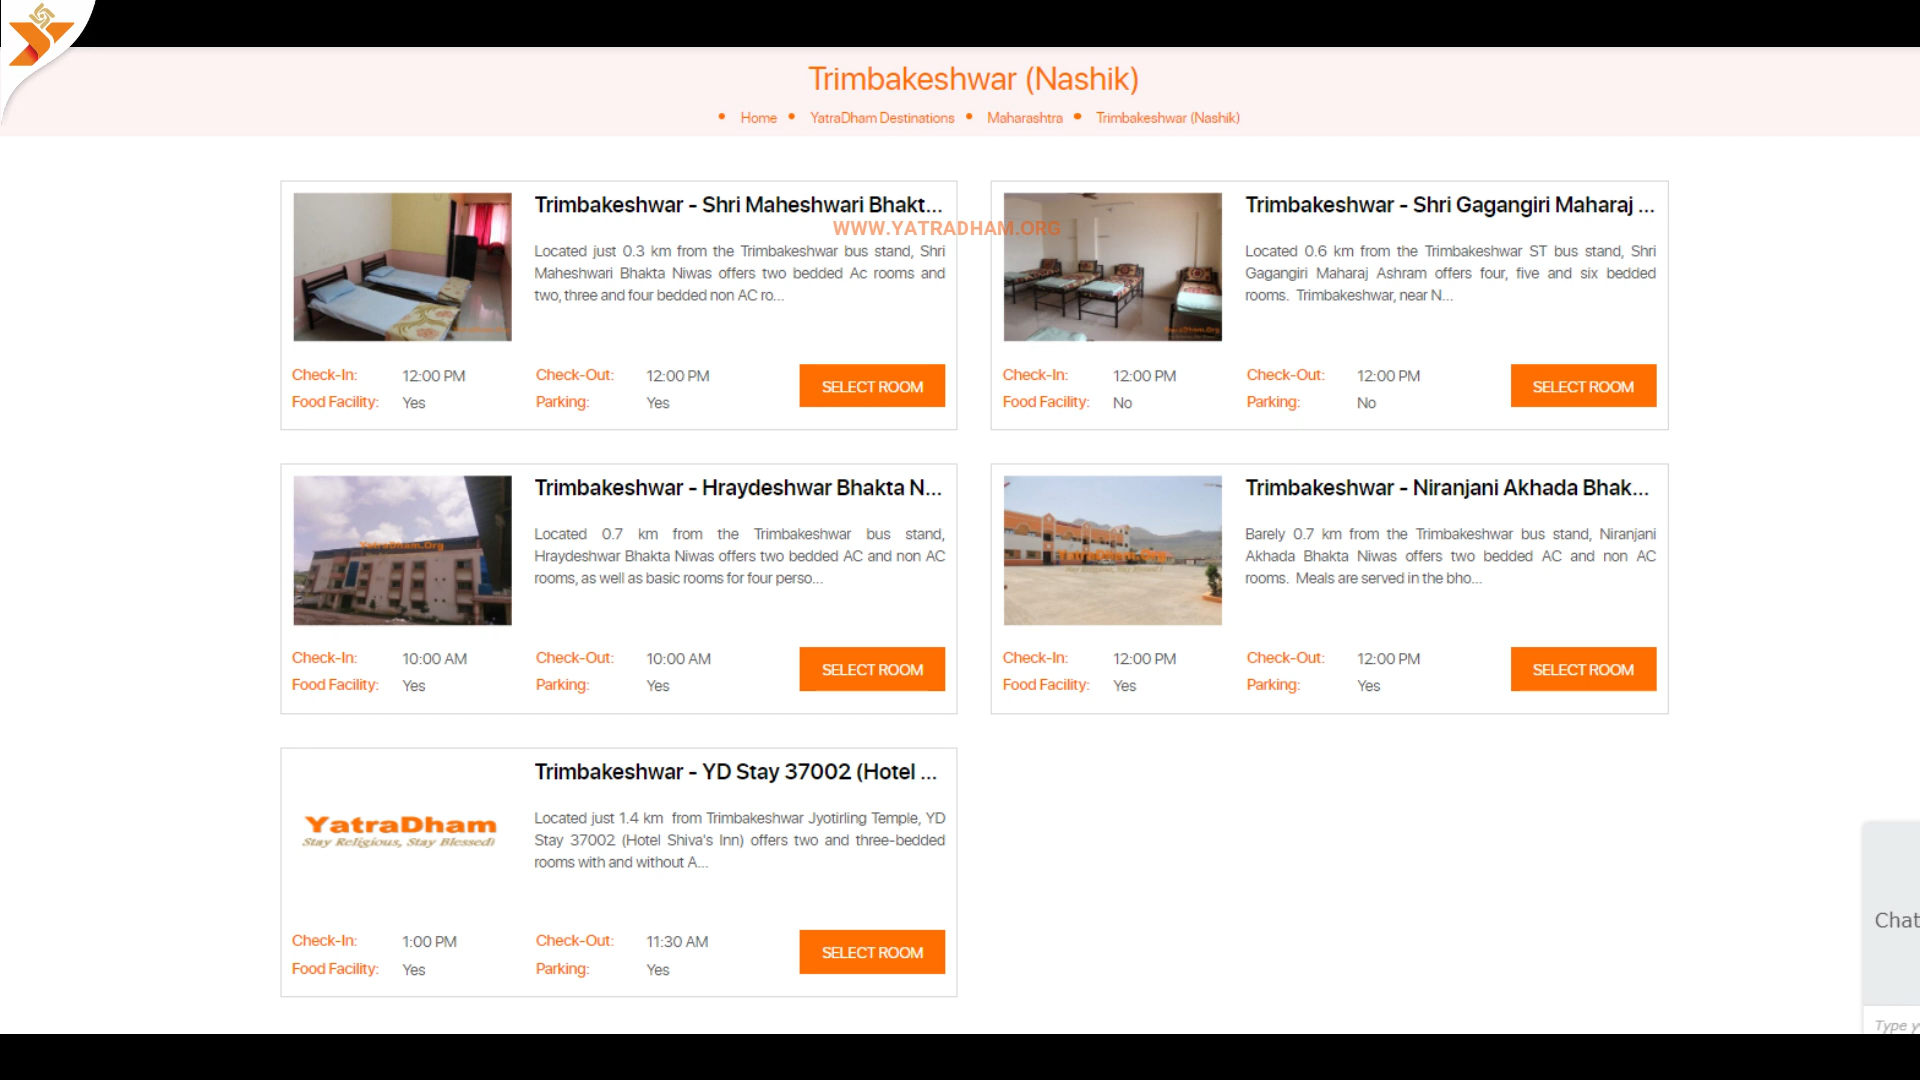 Trimbakeshwar (Nashik)
Home
YatraDham Destinations
Maharashtra
Trimbakeshwar (Nashik)
WWW.YATRADHAM.ORG
Trimbakeshwar - Shri Maheshwari Bhakt...
Located just 0.3 km from the Trimbakeshwar bus stand, Shri
Maheshwari Bhakta Niwas offers two bedded Ac rooms and
two, three and four bedded non AC ro...
Check-In: 12:00 PM
Check-Out: 12:00 PM
Food Facility: Yes
Parking: Yes
SELECT ROOM
Trimbakeshwar - Shri Gagangiri Maharaj ...
Located 0.6 km from the Trimbakeshwar ST bus stand, Shri
Gagangiri Maharaj Ashram offers four, five and six bedded
rooms. Trimbakeshwar, near N...
YatraDham.Org
Check-In: 12:00 PM
Check-Out: 12:00 PM
Food Facility: No
Parking: No
SELECT ROOM
Trimbakeshwar - Hraydeshwar Bhakta N...
Located 0.7 km from the Trimbakeshwar bus stand,
Hraydeshwar Bhakta Niwas offers two bedded AC and non AC
rooms, as well as basic rooms for four perso...
YatraDham.Org
Check-In: 10:00 AM
Check-Out: 10:00 AM
Food Facility: Yes
Parking: Yes
SELECT ROOM
Trimbakeshwar - Niranjani Akhada Bhak...
Barely 0.7 km from the Trimbakeshwar bus stand, Niranjani
Akhada Bhakta Niwas offers two bedded AC and non AC
rooms. Meals are served in the bho...
YatraDham.Org
Stay Religious, Stay Blessed!
Check-In: 12:00 PM
Check-Out: 12:00 PM
Food Facility: Yes
Parking: Yes
SELECT ROOM
Trimbakeshwar - YD Stay 37002 (Hotel ...
Located just 1.4 km from Trimbakeshwar Jyotirling Temple, YD
Stay 37002 (Hotel Shiva's Inn) offers two and three-bedded
rooms with and without A...
YatraDham
Stay Religious, Stay Blessed!
Check-In: 1:00 PM
Check-Out: 11:30 AM
Food Facility: Yes
Parking: Yes
SELECT ROOM
Chat
Type y